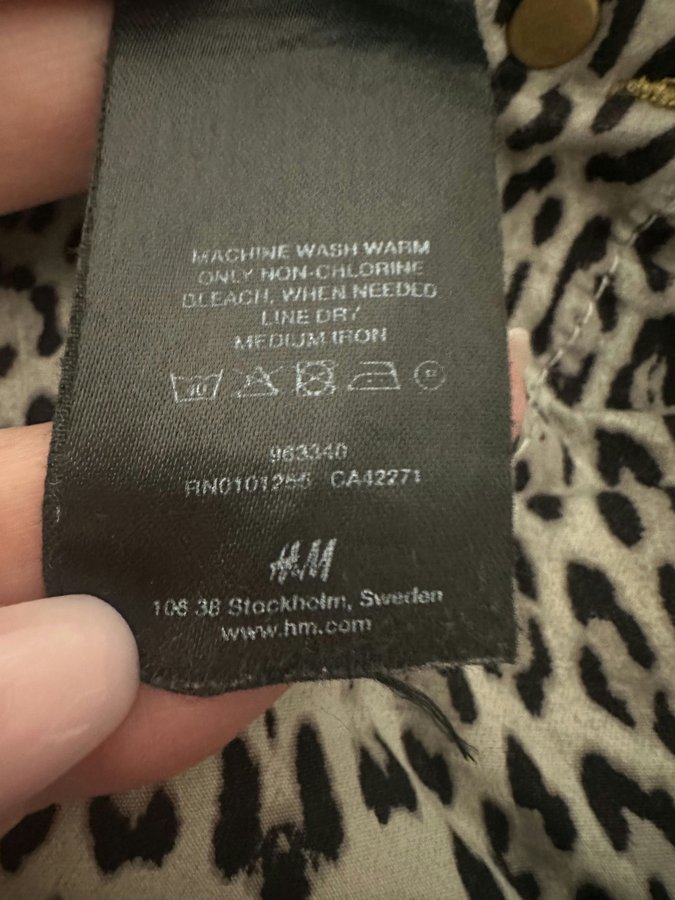 MACHINE WASH WARM
ONLY NON-CHLORINE
BLEACH, WHEN NEEDED
LINE DRY
MEDIUM IRON
963340
RN0101255 CA42271
H&M
106 38 Stockholm, Sweden
www.hm.com